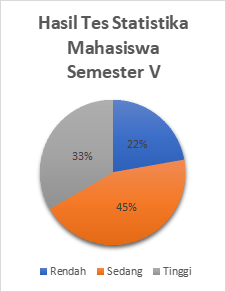 Hasil Tes Statistika
Mahasiswa
Semester V
22%
33%
45%
Rendah Sedang Tinggi